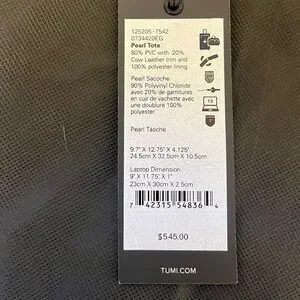 125205 -T542
0734420EG
Pearl Tote
80% PVC with 20%
Cow Leather trim and
100% polyester lining
Pearl Sacoche
80% Polyvinyl Chloride
avec 20% de garnitures
en cuir de vachette avec
une doublure 100%
polyester
Pearl Tasche
9.7" X 12.75" X 4.125"
24.5cm X 32.5cm X 10.5cm
Laptop Dimension
9" X 11.75" X 1"
23cm X 30cm X 2.5cm
7 42315 54836 4
$545.00
TUMI.COM